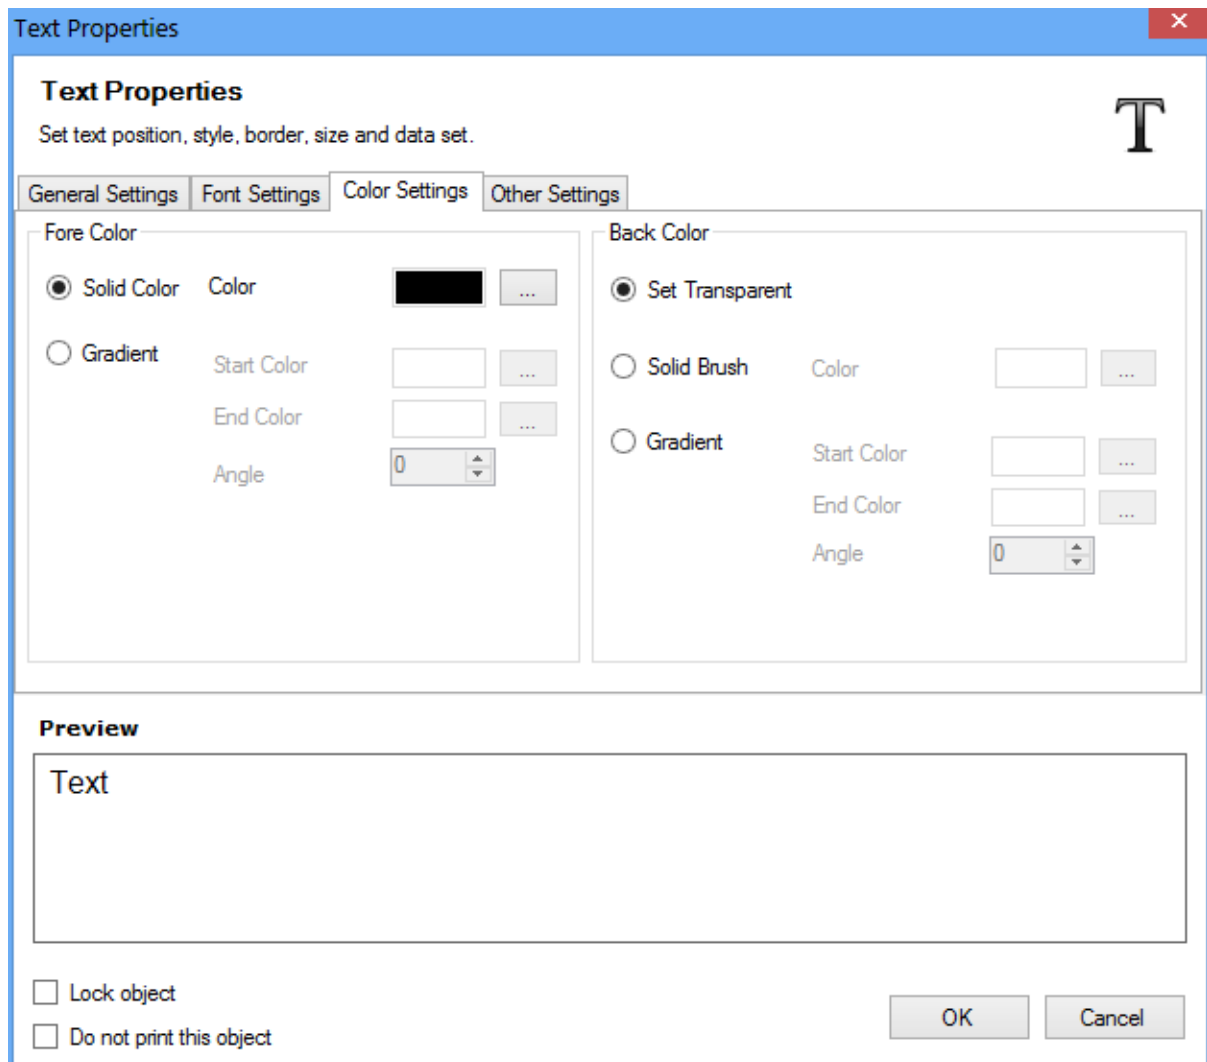 Text Properties
Text Properties
Set text position, style, border, size and data set.
T
General Settings Font Settings Color Settings Other Settings
Fore Color
Solid Color Color ...
Gradient Start Color ...
End Color ...
Angle 0
Back Color
Set Transparent
Solid Brush Color ...
Gradient Start Color ...
End Color ...
Angle 0
Preview
Text
Lock object
Do not print this object
OK Cancel